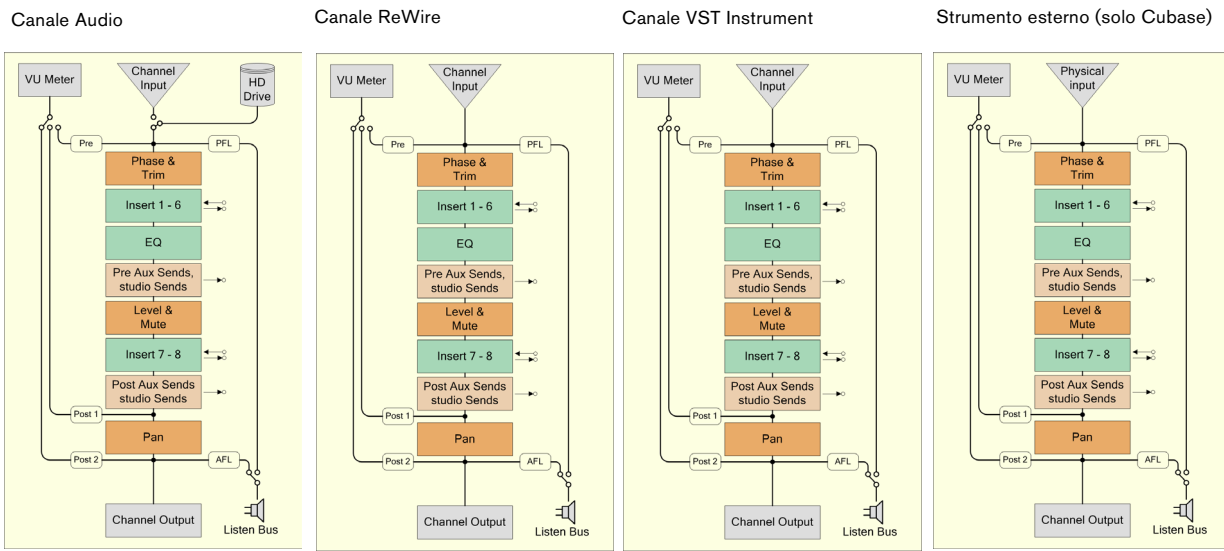 Canale Audio
VU Meter
Channel
Input
HD
Drive
Pre
PFL
Phase &
Trim
Insert 1 - 6
EQ
Pre Aux Sends,
studio Sends
Level &
Mute
Insert 7 - 8
Post Aux Sends
studio Sends
Post 1
Pan
Post 2
AFL
Channel Output
Listen Bus
Canale ReWire
VU Meter
Channel
Input
Pre
PFL
Phase &
Trim
Insert 1 - 6
EQ
Pre Aux Sends,
studio Sends
Level &
Mute
Insert 7 - 8
Post Aux Sends
studio Sends
Post 1
Pan
Post 2
AFL
Channel Output
Listen Bus
Canale VST Instrument
VU Meter
Channel
Input
Pre
PFL
Phase &
Trim
Insert 1 - 6
EQ
Pre Aux Sends,
studio Sends
Level &
Mute
Insert 7 - 8
Post Aux Sends
studio Sends
Post 1
Pan
Post 2
AFL
Channel Output
Listen Bus
Strumento esterno (solo Cubase)
VU Meter
Physical
input
Pre
PFL
Phase &
Trim
Insert 1 - 6
EQ
Pre Aux Sends,
studio Sends
Level &
Mute
Insert 7 - 8
Post Aux Sends
studio Sends
Post 1
Pan
Post 2
AFL
Channel Output
Listen Bus